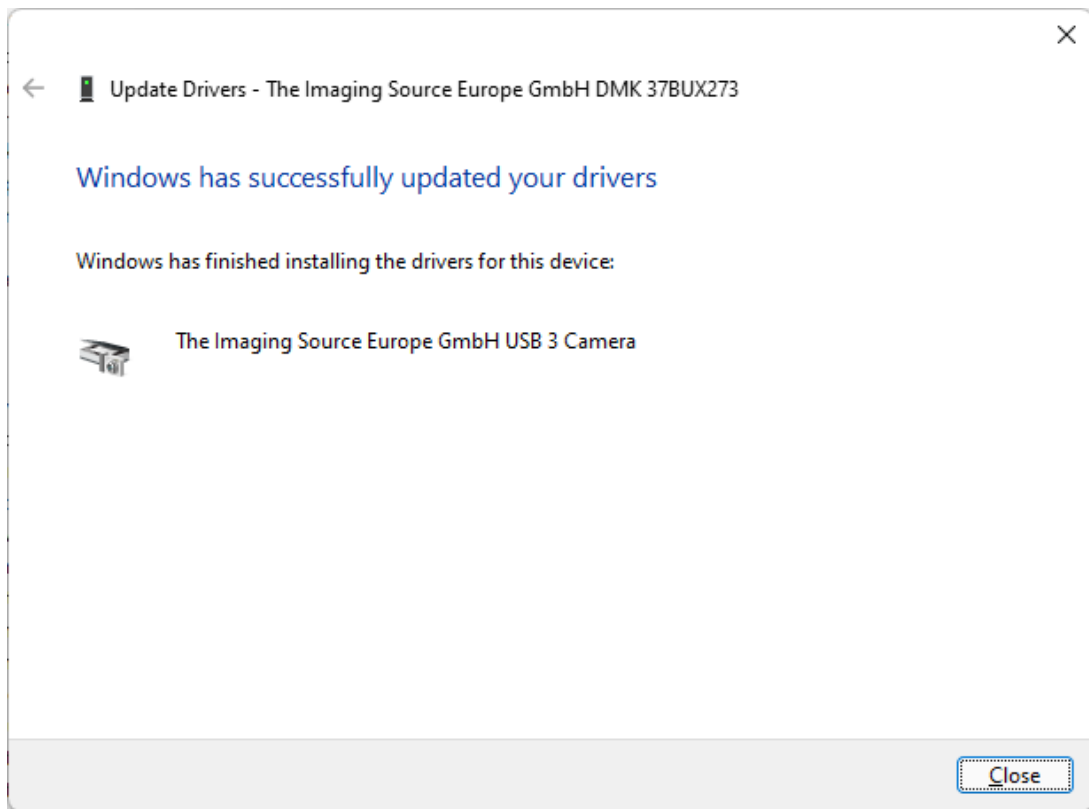 Update Drivers - The Imaging Source Europe GmbH DMK 37BUX273
Windows has successfully updated your drivers
Windows has finished installing the drivers for this device:
The Imaging Source Europe GmbH USB 3 Camera
Close